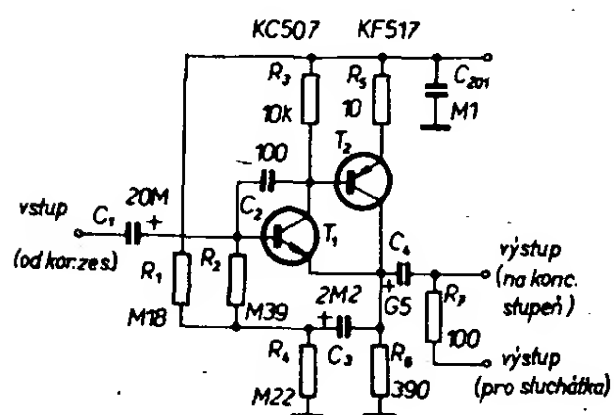 KC507 KF517
R3
10k
R5
10
C201
M1
100
C2
T2
vstup
(od kor. zes)
C1
20M
+
T1
R1
M18
R2
M39
2M2
+
C3
C4
+
G5
R7
100
výstup
(na konc.
stupeň)
R4
M22
R6
390
výstup
(pro sluchátka)